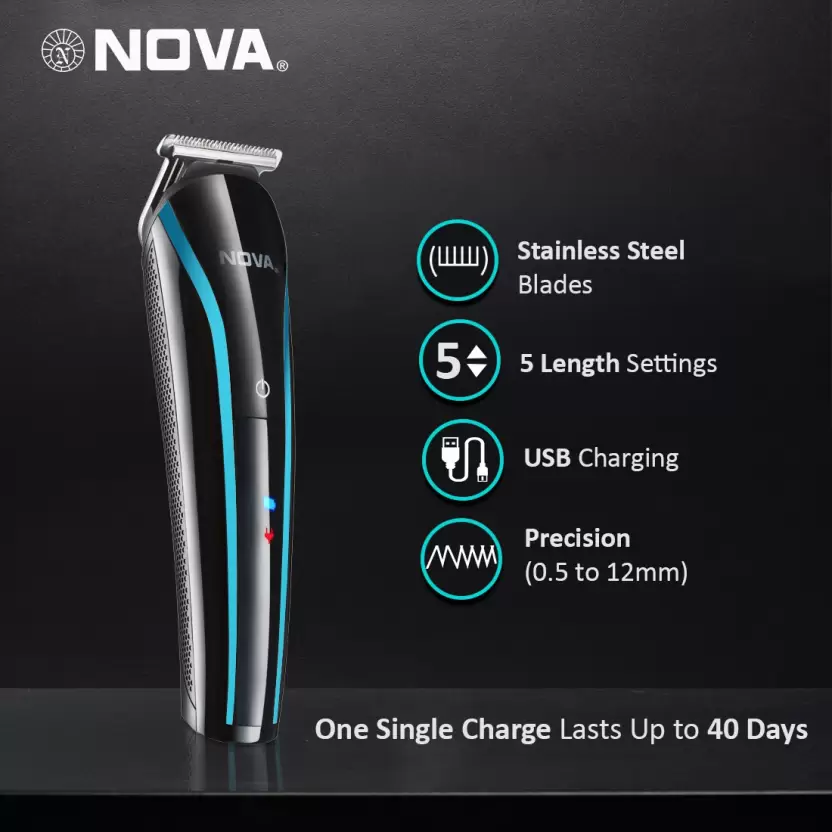 NOVA®
NOVA®
Stainless Steel
Blades
5
5 Length Settings
USB Charging
Precision
(0.5 to 12mm)
One Single Charge Lasts Up to 40 Days